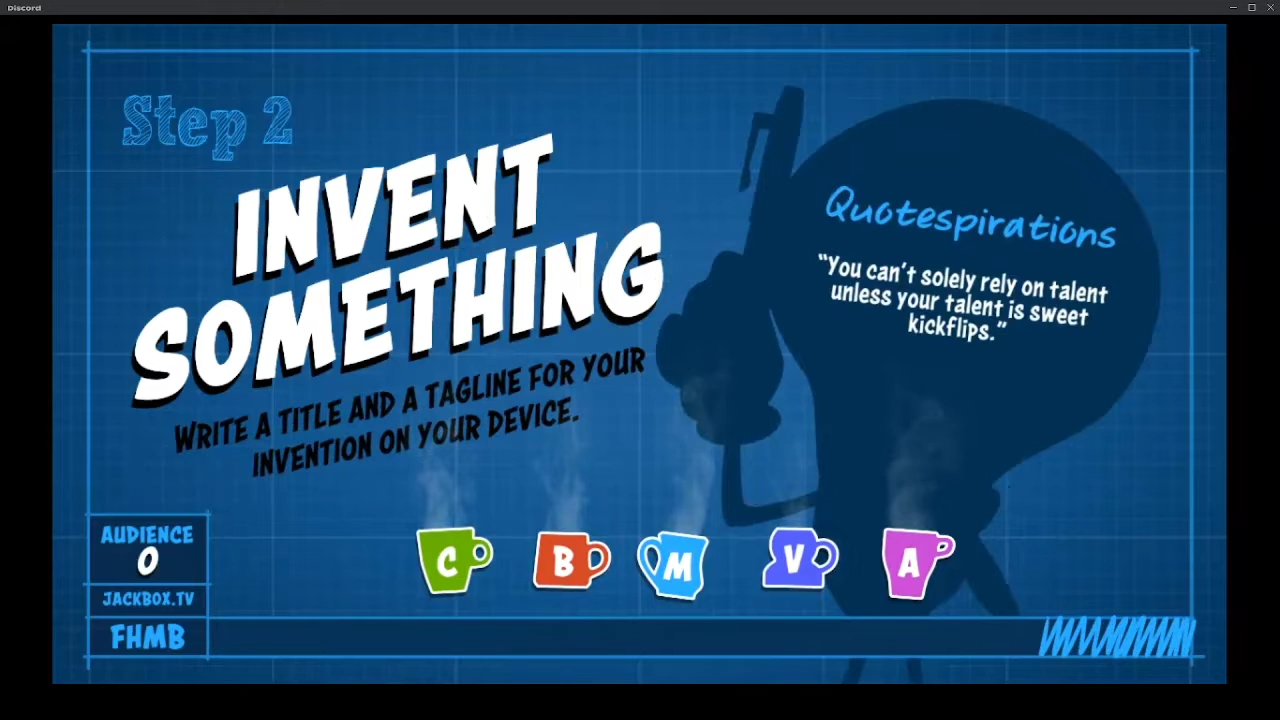 Discord
Step 2
INVENT
SOMETHING
WRITE A TITLE AND A TAGLINE FOR YOUR
INVENTION ON YOUR DEVICE.
Quotespirations
“You can’t solely rely on talent
unless your talent is sweet
kickflips.”
C B M V A
AUDIENCE
0
JACKBOX.TV
FHMB